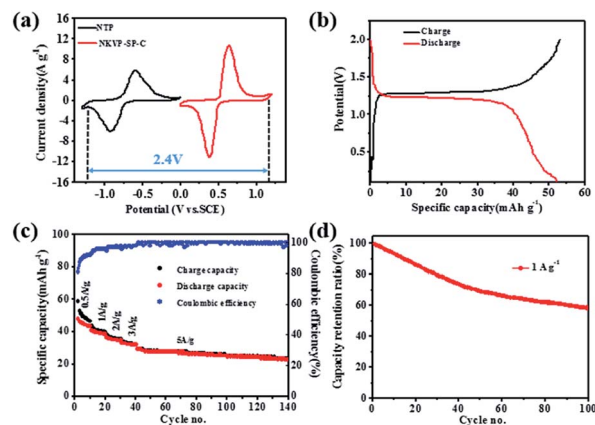 (a)
NTP
NKVP-SP-C
Current density(A g⁻¹)
16
12
8
4
0
-4
-8
-12
-16
2.4V
-1.0
-0.5
0.0
0.5
1.0
Potential (V vs.SCE)
(b)
Charge
Discharge
Potential(V)
2.0
1.5
1.0
0.5
0
10
20
30
40
50
60
Specific capacity(mAh g⁻¹)
(c)
Specific capacity(mAh g⁻¹)
100
80
60
40
20
0
0.5A/g
1A/g
2A/g
3A/g
5A/g
Charge capacity
Discharge capacity
Coulombic efficiency
100
80
60
40
20
0
Coulombic efficiency(%)
0
20
40
60
80
100
120
140
Cycle no.
(d)
Capacity retention ratio(%)
100
80
60
40
20
0
1 A g⁻¹
0
20
40
60
80
100
Cycle no.